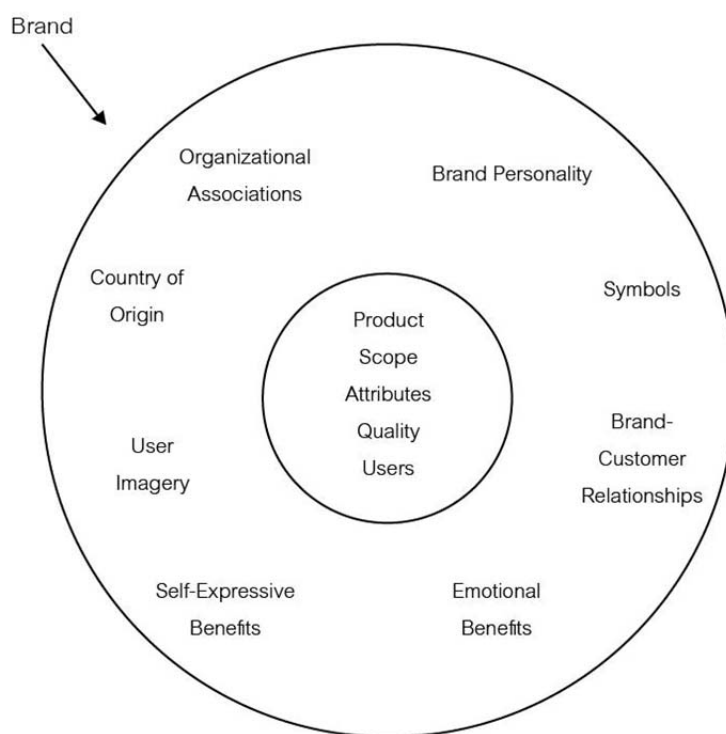 Brand
Organizational
Associations
Brand Personality
Country of
Origin
Symbols
Product
Scope
Attributes
Quality
Users
User
Imagery
Brand-
Customer
Relationships
Self-Expressive
Benefits
Emotional
Benefits